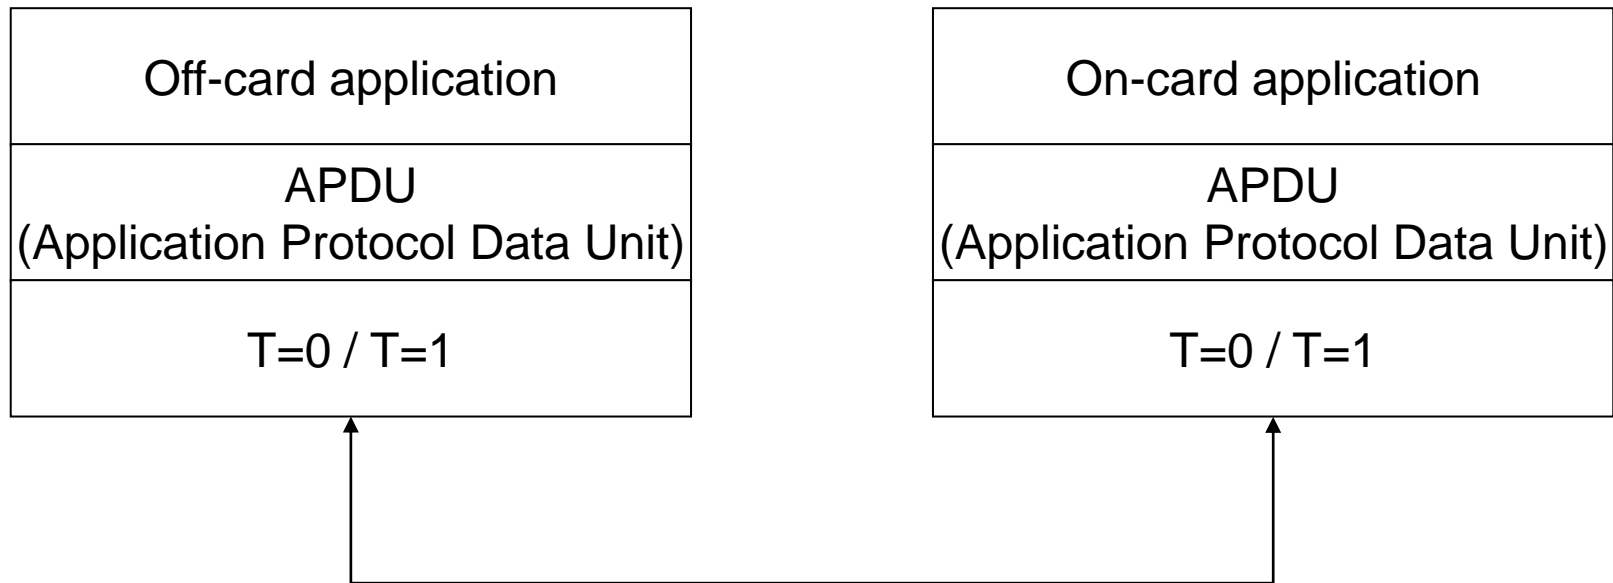 Off-card application
APDU
(Application Protocol Data Unit)
T=0 / T=1
On-card application
APDU
(Application Protocol Data Unit)
T=0 / T=1